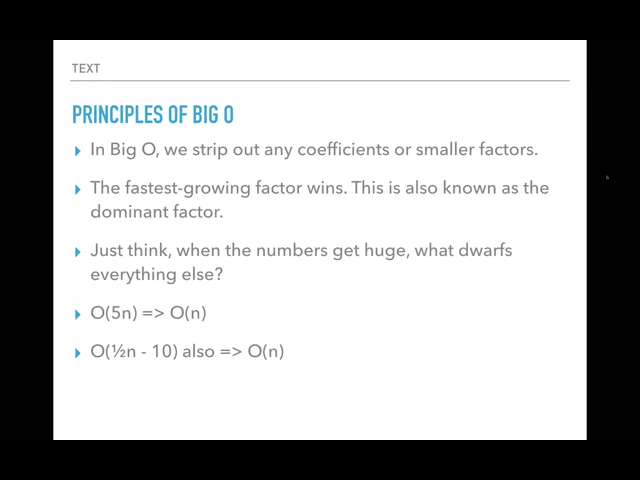 TEXT
PRINCIPLES OF BIG O
▸ In Big O, we strip out any coefficients or smaller factors.
▸ The fastest-growing factor wins. This is also known as the
dominant factor.
▸ Just think, when the numbers get huge, what dwarfs
everything else?
▸ O(5n) => O(n)
▸ O(½n - 10) also => O(n)